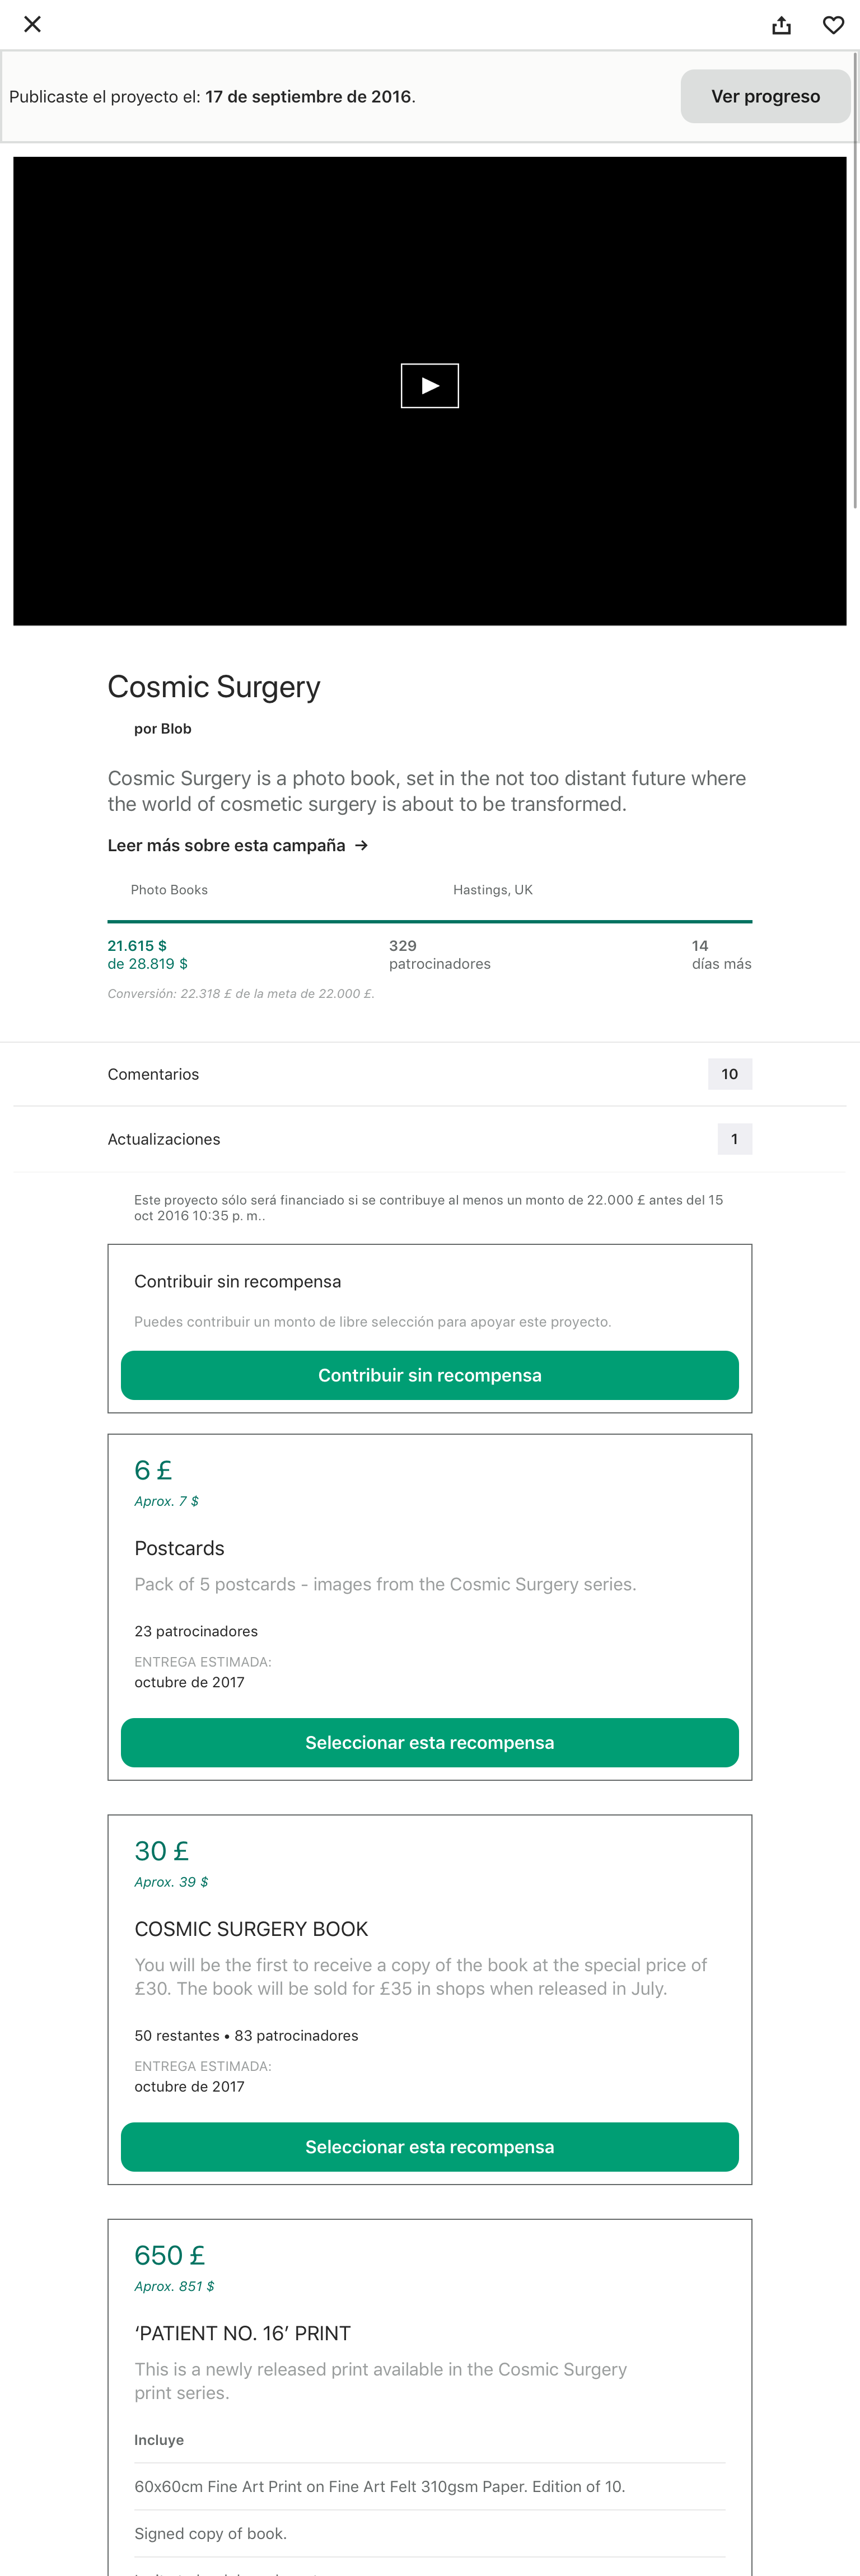 Publicaste el proyecto el: 17 de septiembre de 2016.
Ver progreso
Cosmic Surgery
por Blob
Cosmic Surgery is a photo book, set in the not too distant future where
the world of cosmetic surgery is about to be transformed.
Leer más sobre esta campaña →
Photo Books
Hastings, UK
21.615 $
de 28.819 $
329
patrocinadores
14
días más
Conversión: 22.318 £ de la meta de 22.000 £.
Comentarios
10
Actualizaciones
1
Este proyecto sólo será financiado si se contribuye al menos un monto de 22.000 £ antes del 15
oct 2016 10:35 p. m..
Contribuir sin recompensa
Puedes contribuir un monto de libre selección para apoyar este proyecto.
Contribuir sin recompensa
6 £
Aprox. 7 $
Postcards
Pack of 5 postcards - images from the Cosmic Surgery series.
23 patrocinadores
ENTREGA ESTIMADA:
octubre de 2017
Seleccionar esta recompensa
30 £
Aprox. 39 $
COSMIC SURGERY BOOK
You will be the first to receive a copy of the book at the special price of
£30. The book will be sold for £35 in shops when released in July.
50 restantes • 83 patrocinadores
ENTREGA ESTIMADA:
octubre de 2017
Seleccionar esta recompensa
650 £
Aprox. 851 $
‘PATIENT NO. 16’ PRINT
This is a newly released print available in the Cosmic Surgery
print series.
Incluye
60x60cm Fine Art Print on Fine Art Felt 310gsm Paper. Edition of 10.
Signed copy of book.